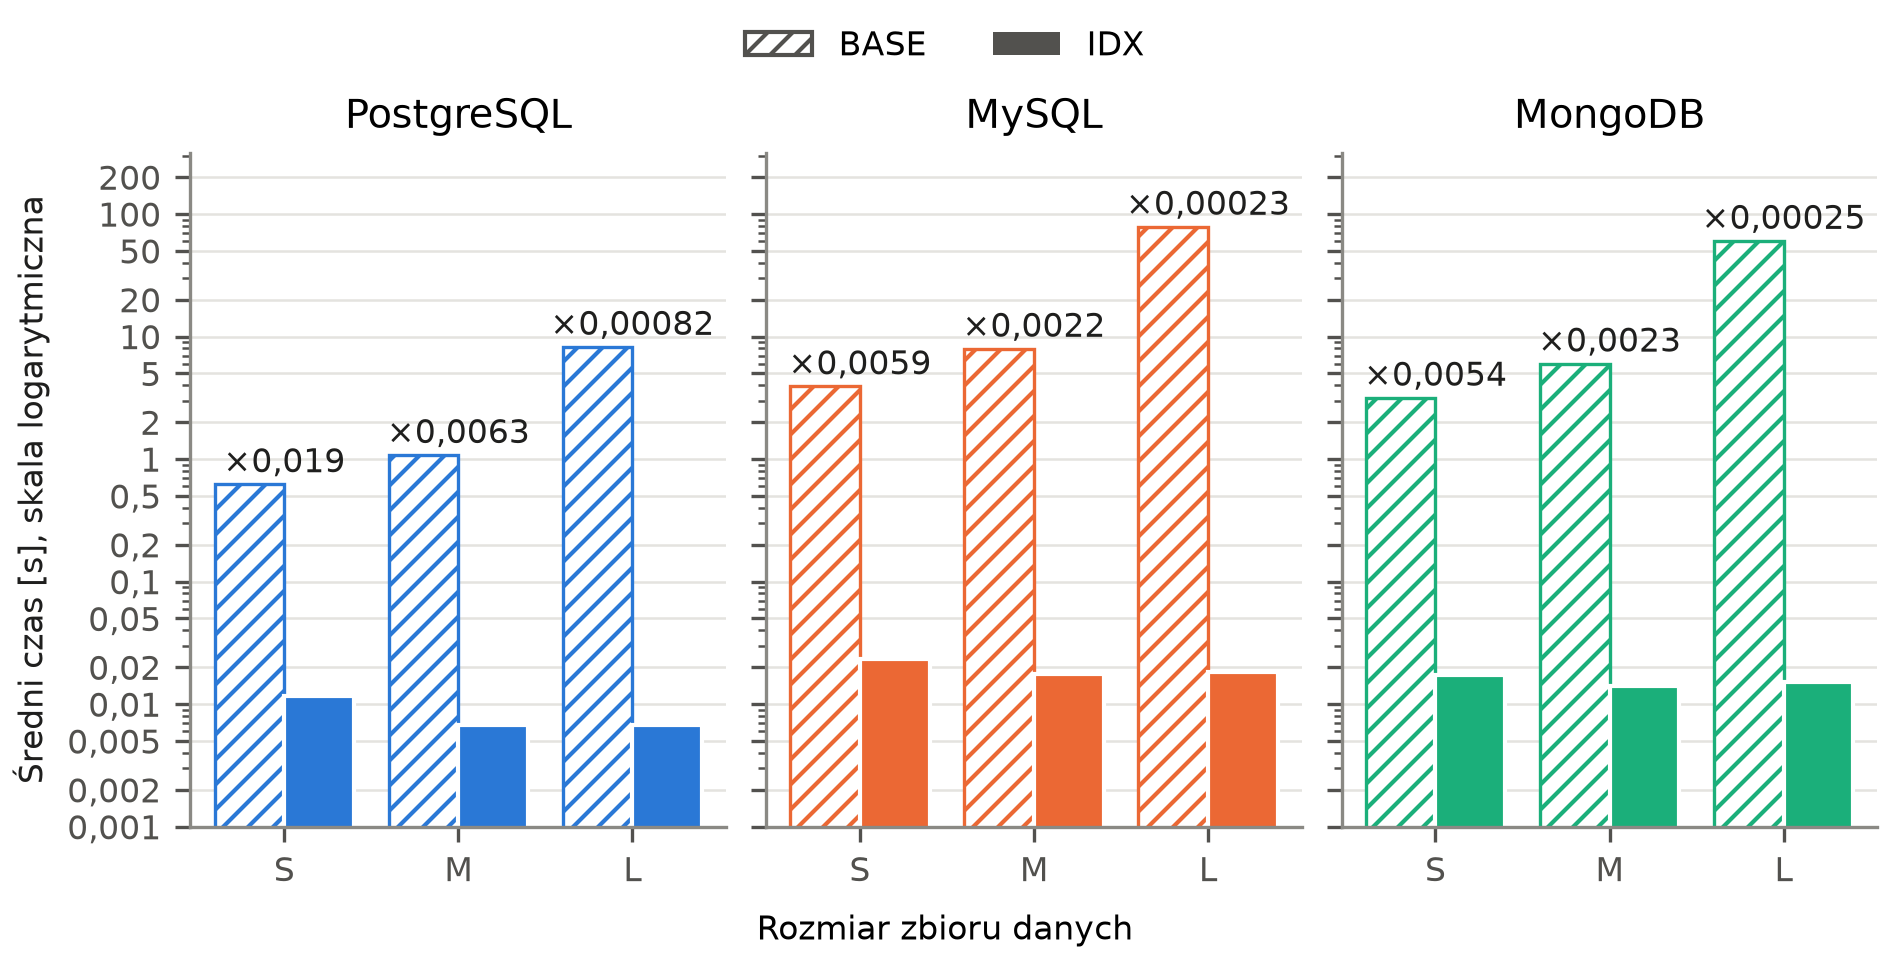 BASE IDX
PostgreSQL MySQL MongoDB
Średni czas [s], skala logarytmiczna
200
100
50
20
10
5
2
1
0,5
0,2
0,1
0,05
0,02
0,01
0,005
0,002
0,001
×0,019 ×0,0063 ×0,00082
×0,0059 ×0,0022 ×0,00023
×0,0054 ×0,0023 ×0,00025
S M L S M L S M L
Rozmiar zbioru danych